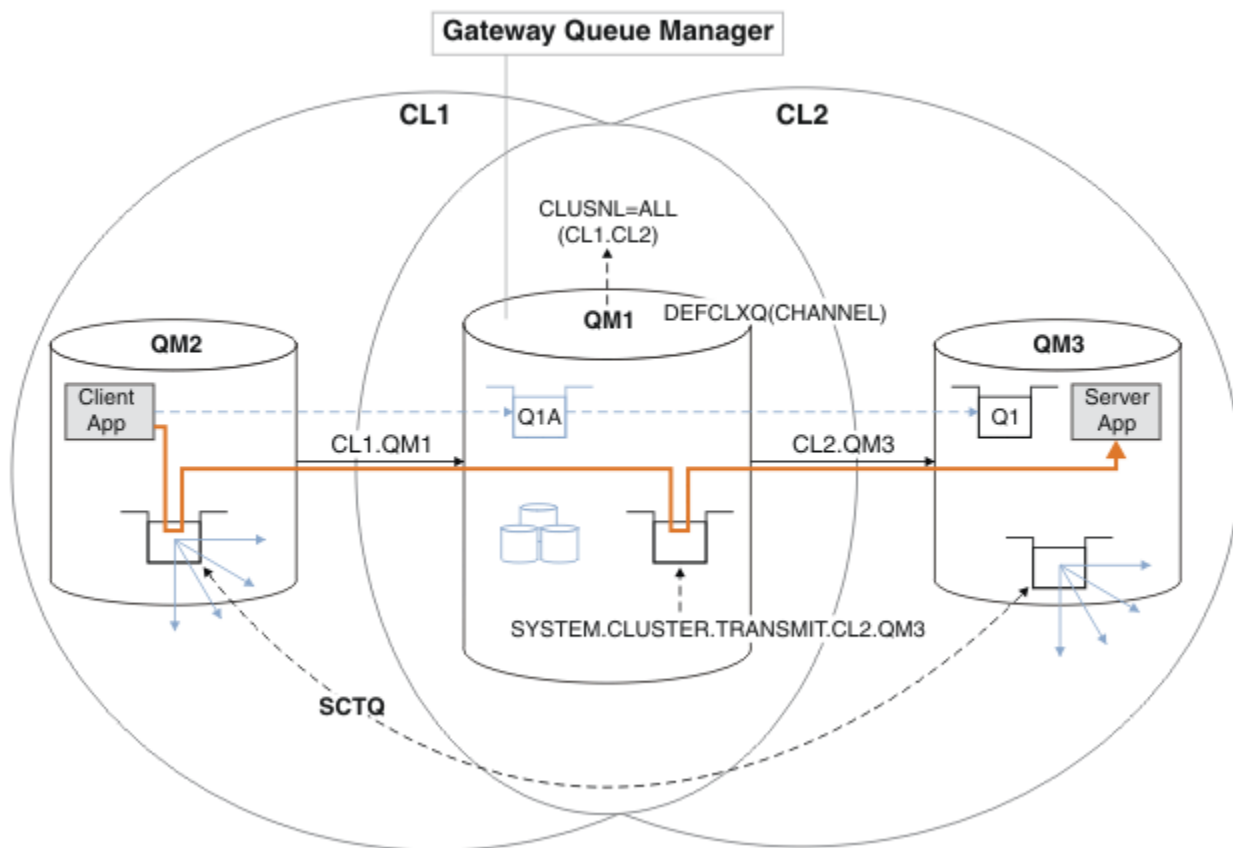 Gateway Queue Manager
CL1
CL2
CLUSNL=ALL
(CL1.CL2)
QM1
DEFCLXQ(CHANNEL)
QM2
QM3
Client
App
Q1A
Q1
Server
App
CL1.QM1
CL2.QM3
SYSTEM.CLUSTER.TRANSMIT.CL2.QM3
SCTQ